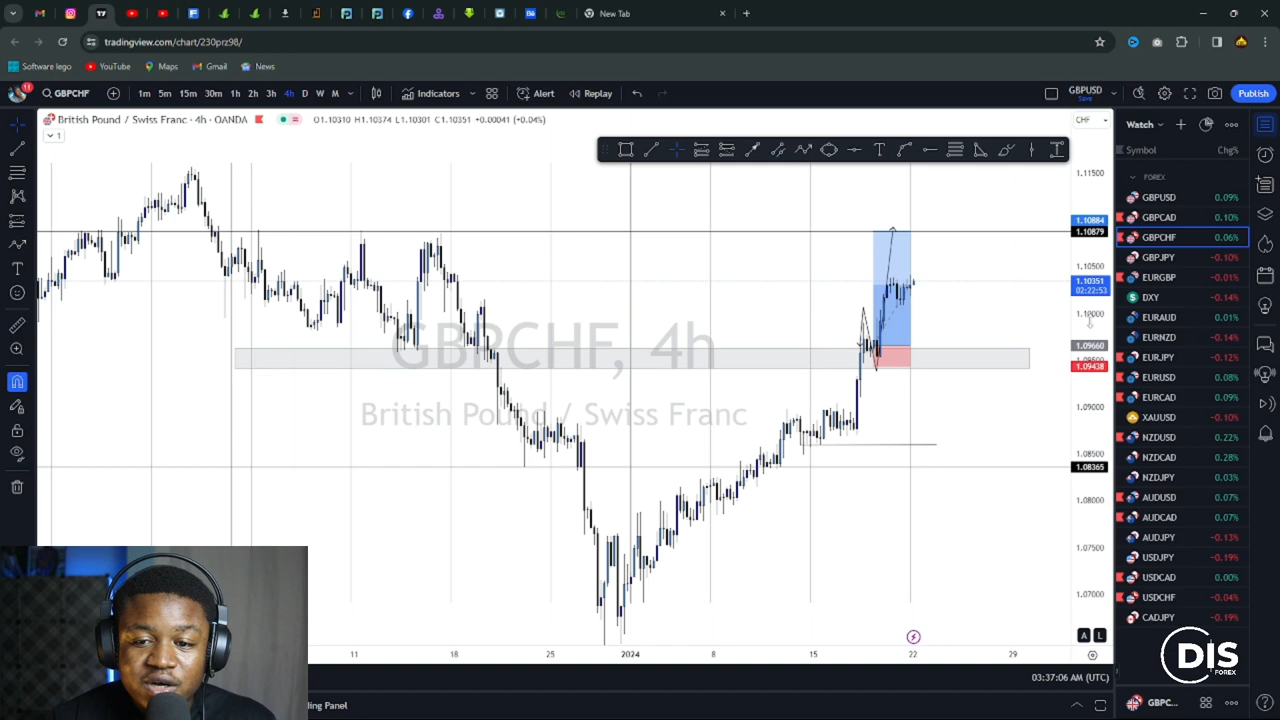 New Tab
tradingview.com/chart/230prz98/
Software lego
YouTube
Maps
Gmail
News
11
GBPCHF
1m 5m 15m 30m 1h 2h 3h 4h D W M
Indicators
Alert
Replay
GBPUSD
Save
Publish
British Pound / Swiss Franc · 4h · OANDA
O1.10310 H1.10374 L1.10301 C1.10351 +0.00041 (+0.04%)
CHF
1
Watch
Symbol
Chg%
FOREX
GBPUSD 0.09%
GBPCAD 0.10%
GBPCHF 0.06%
GBPJPY -0.10%
EURGBP -0.01%
DXY -0.14%
EURAUD 0.01%
EURNZD -0.14%
EURJPY -0.12%
EURUSD 0.08%
EURCAD 0.09%
XAUUSD -0.10%
NZDUSD 0.22%
NZDCAD 0.28%
NZDJPY 0.03%
AUDUSD 0.07%
AUDCAD 0.07%
AUDJPY -0.13%
USDJPY -0.19%
USDCAD 0.00%
USDCHF -0.04%
CADJPY -0.19%
1.11500
1.10884
1.10879
1.10500
1.10351
02:22:53
1.10000
1.09660
1.09438
1.09000
1.08500
1.08365
1.08000
1.07500
1.07000
GBPCHF, 4h
British Pound / Swiss Franc
A L
11 18 25 2024 8 15 22 29
03:37:06 AM (UTC)
Panel
GBPC...
DIS
FOREX